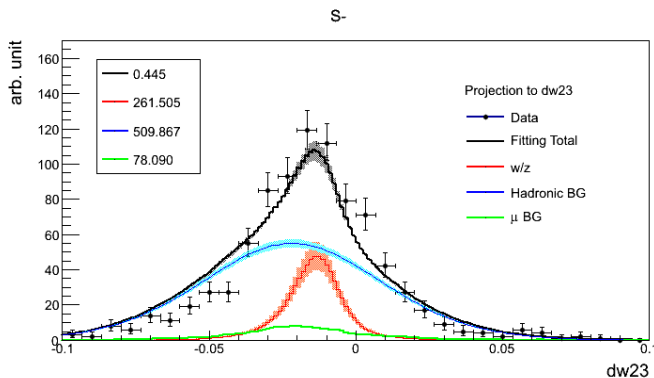 S-
arb. unit
160
140
120
100
80
60
40
20
0
0.445
261.505
509.867
78.090
Projection to dw23
Data
Fitting Total
w/z
Hadronic BG
μ BG
-0.1
-0.05
0
0.05
0.1
dw23